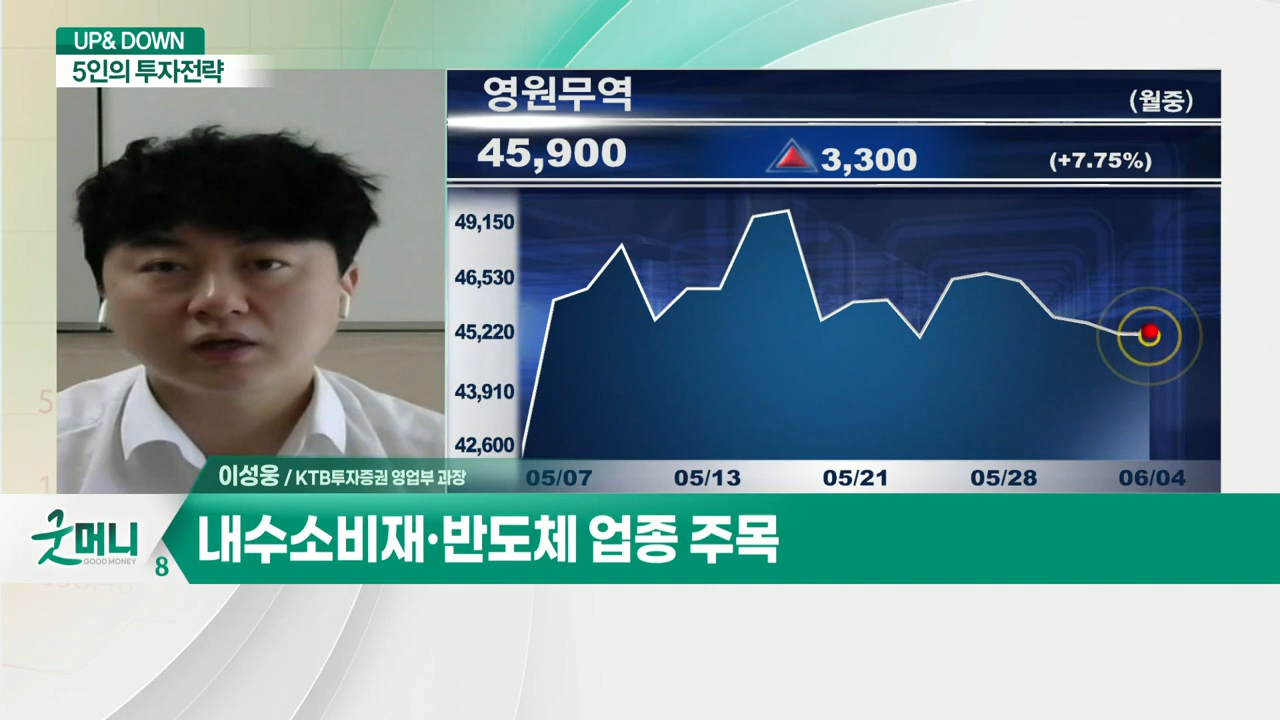 UP& DOWN
5인의 투자전략
영원무역
(월중)
45,900
3,300
(+7.75%)
49,150
46,530
45,220
43,910
42,600
05/07
05/13
05/21
05/28
06/04
이성웅 / KTB투자증권 영업부 과장
굿머니
GOOD MONEY
8
내수소비재·반도체 업종 주목
5
1